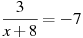 3/(x+8) = −7